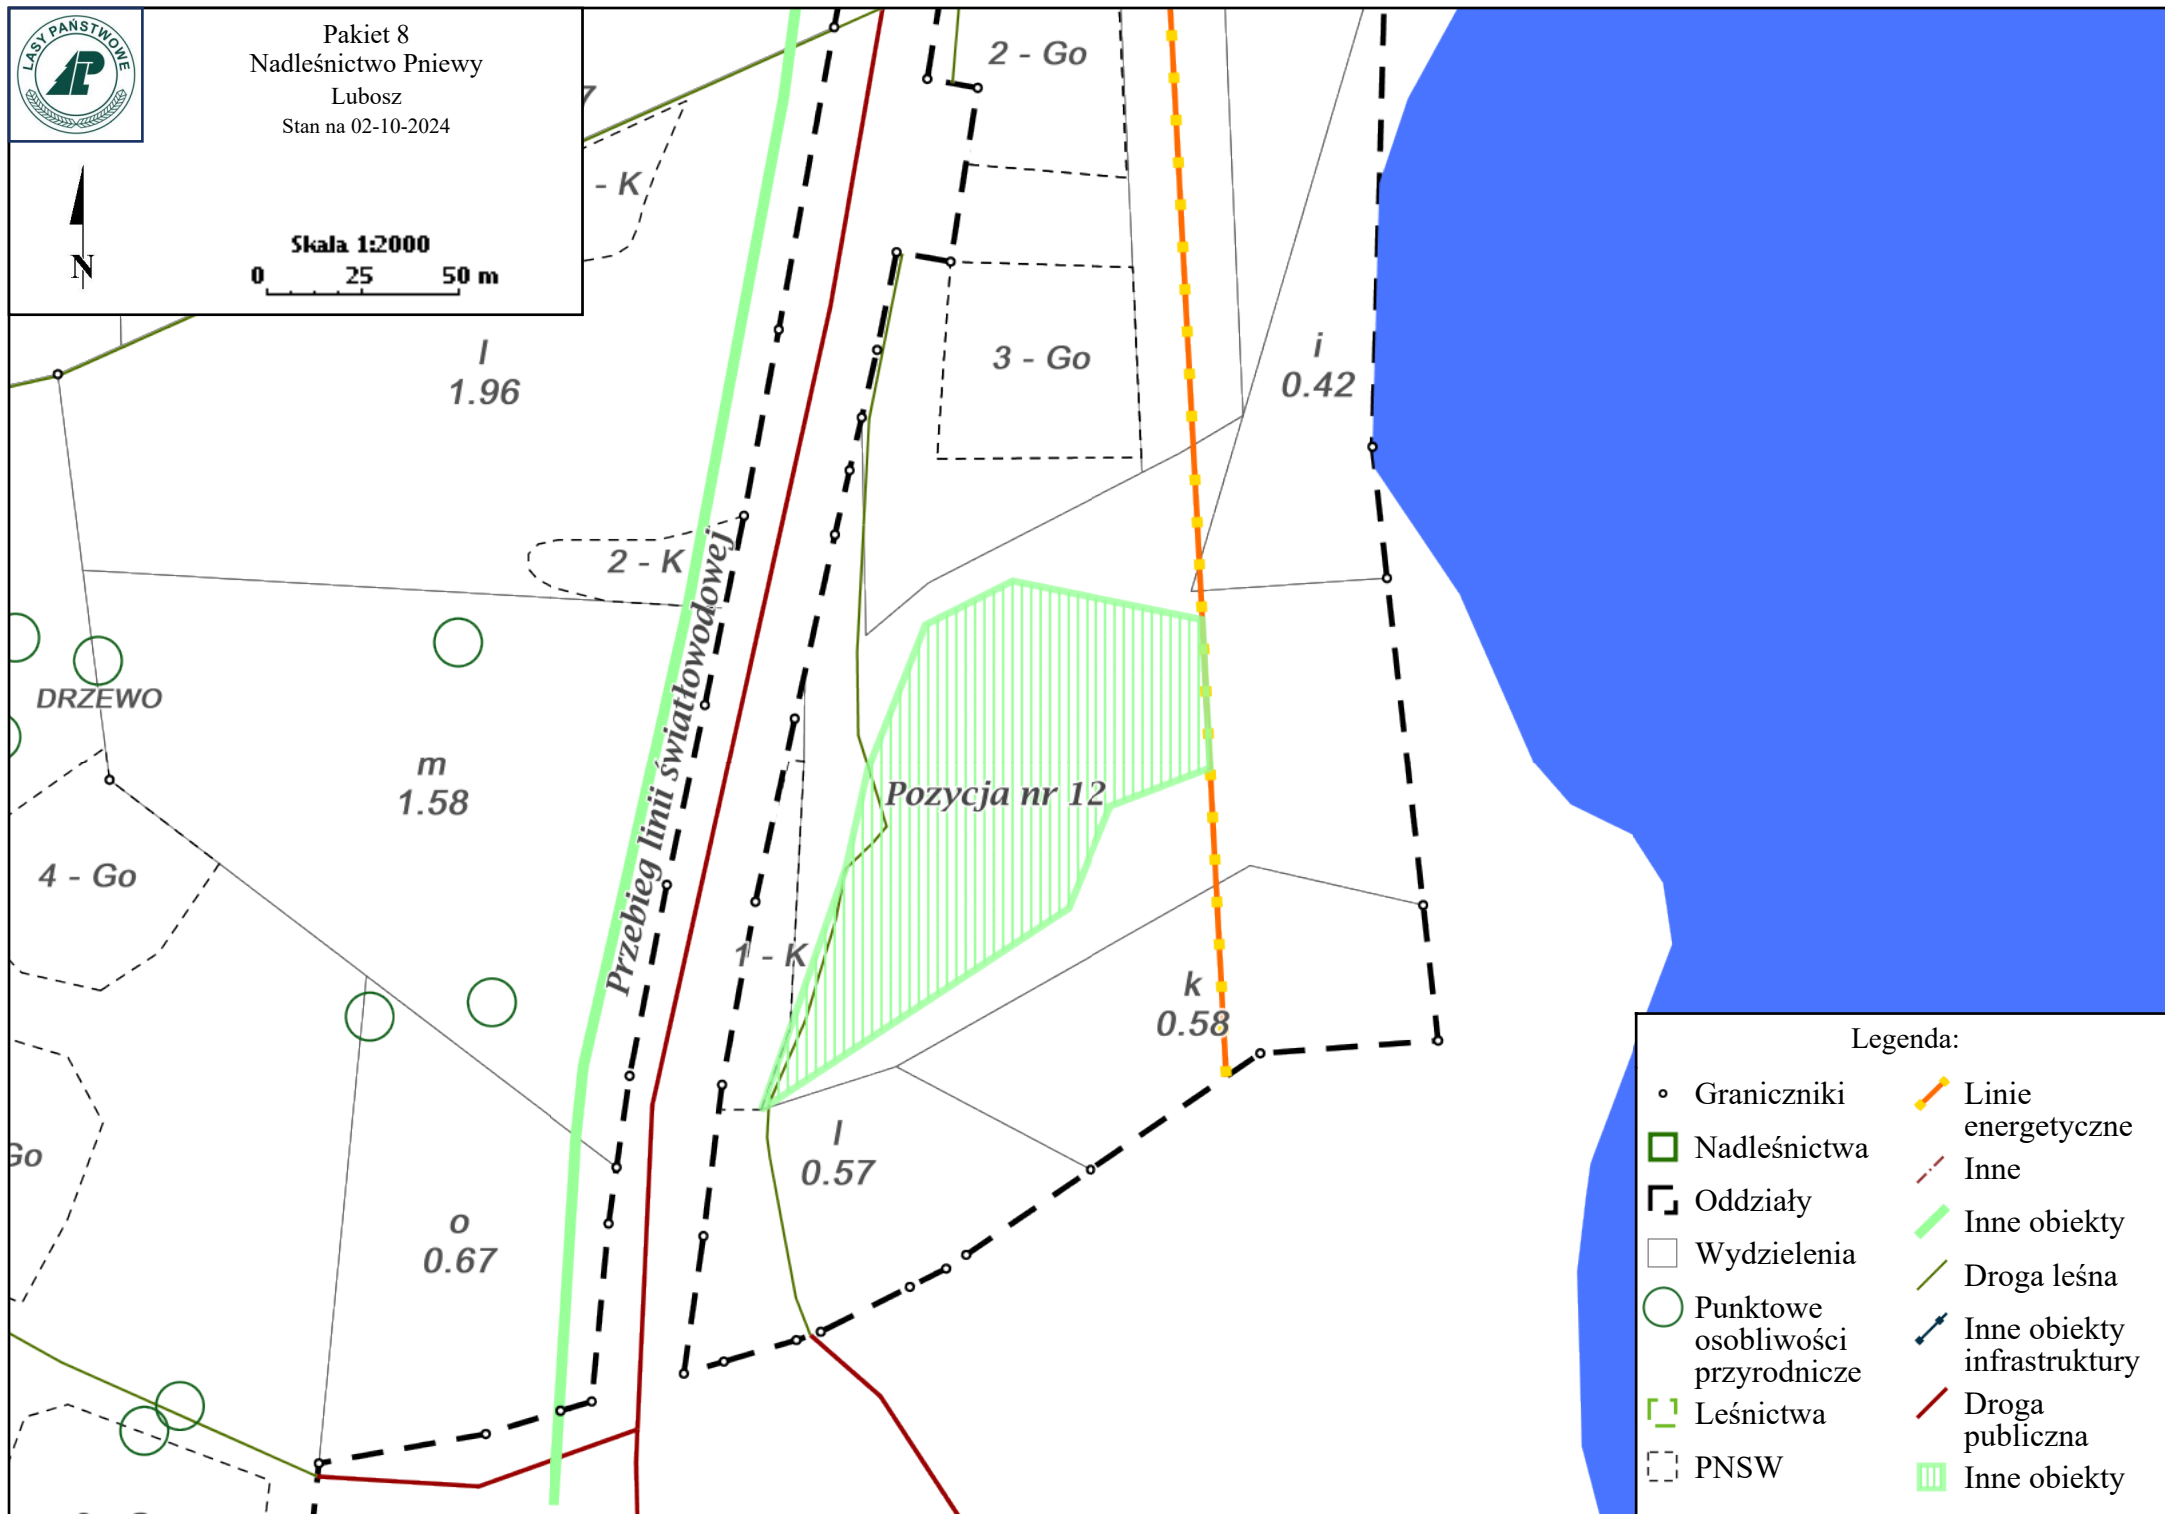 LASY PAŃSTWOWE
Pakiet 8
Nadleśnictwo Pniewy
Lubosz
Stan na 02-10-2024
N
Skala 1:2000
0 25 50 m
2 - Go
7
- K
l
1.96
3 - Go
i
0.42
2 - K
Przebieg linii światłowodowej
DRZEWO
m
1.58
Pozycja nr 12
4 - Go
1 - K
k
0.58
l
0.57
Go
o
0.67
Legenda:
Graniczniki
Nadleśnictwa
Oddziały
Wydzielenia
Punktowe
osobliwości
przyrodnicze
Leśnictwa
PNSW
Linie
energetyczne
Inne
Inne obiekty
Droga leśna
Inne obiekty
infrastruktury
Droga
publiczna
Inne obiekty